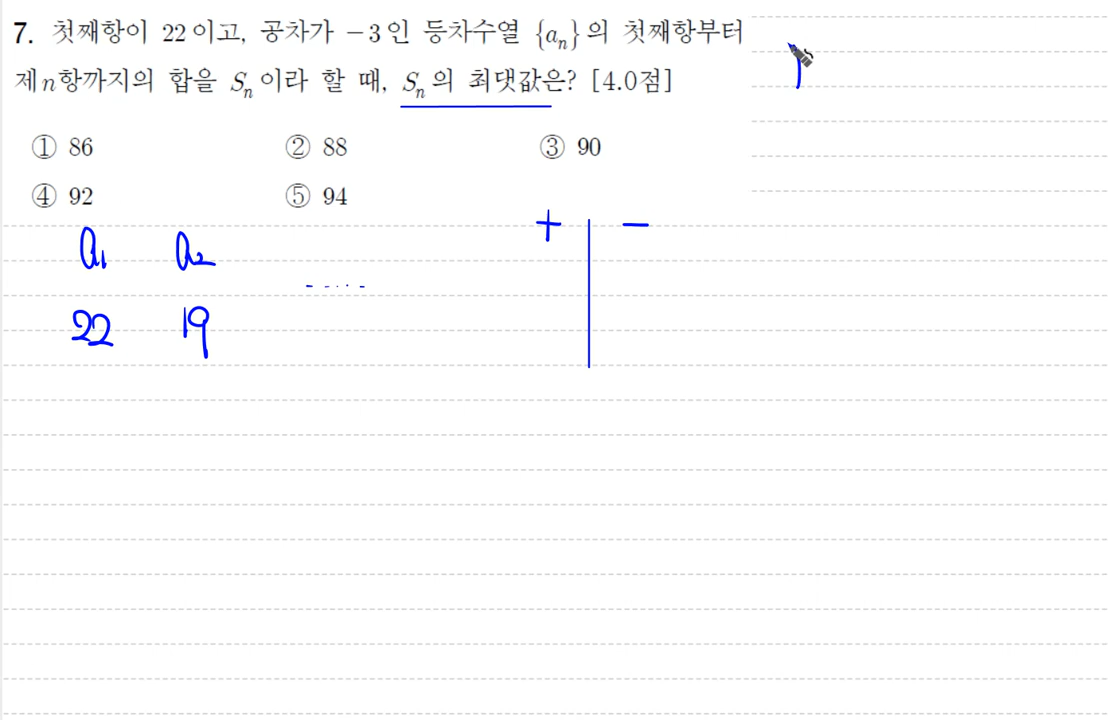 7. 첫째항이 22이고, 공차가 −3인 등차수열 {aₙ}의 첫째항부터
제n항까지의 합을 Sₙ이라 할 때, Sₙ의 최댓값은? [4.0점]
① 86 ② 88 ③ 90
④ 92 ⑤ 94
+ −
a₁ a₂ ......
22 19